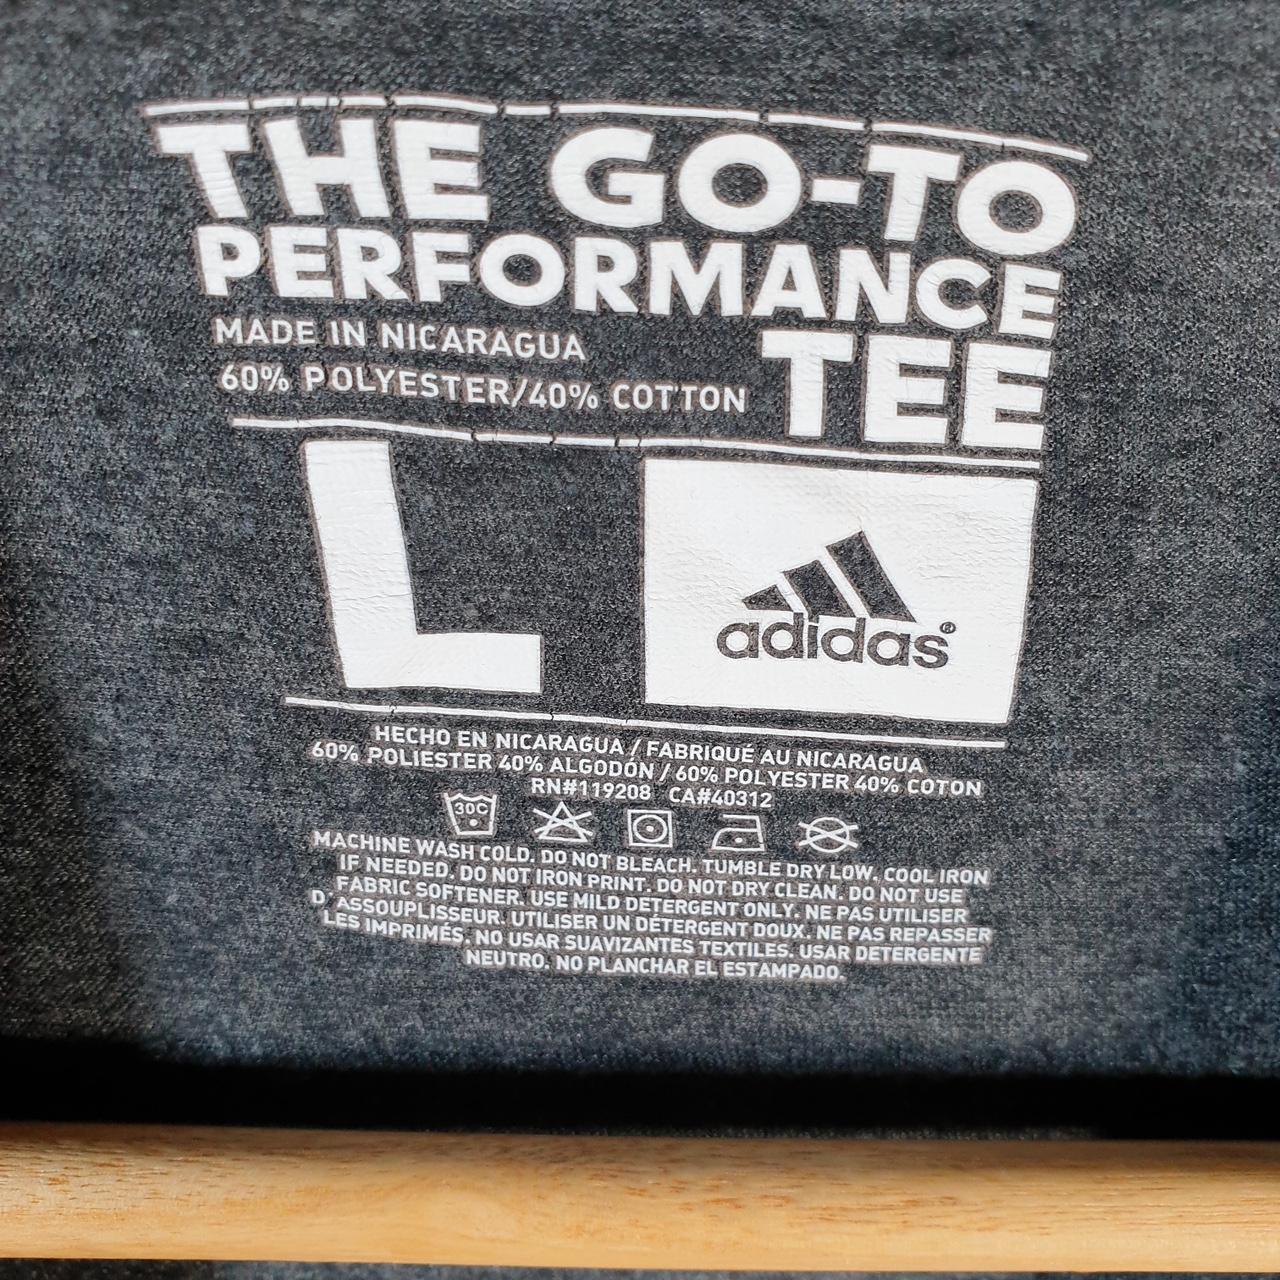 THE GO-TO
PERFORMANCE
TEE
MADE IN NICARAGUA
60% POLYESTER/40% COTTON
L
adidas®
HECHO EN NICARAGUA / FABRIQUÉ AU NICARAGUA
60% POLIESTER 40% ALGODÓN / 60% POLYESTER 40% COTON
RN#119208 CA#40312
30C
MACHINE WASH COLD. DO NOT BLEACH. TUMBLE DRY LOW. COOL IRON
IF NEEDED. DO NOT IRON PRINT. DO NOT DRY CLEAN. DO NOT USE
FABRIC SOFTENER. USE MILD DETERGENT ONLY. NE PAS UTILISER
D'ASSOUPLISSEUR. UTILISER UN DÉTERGENT DOUX. NE PAS REPASSER
LES IMPRIMÉS. NO USAR SUAVIZANTES TEXTILES. USAR DETERGENTE
NEUTRO. NO PLANCHAR EL ESTAMPADO.